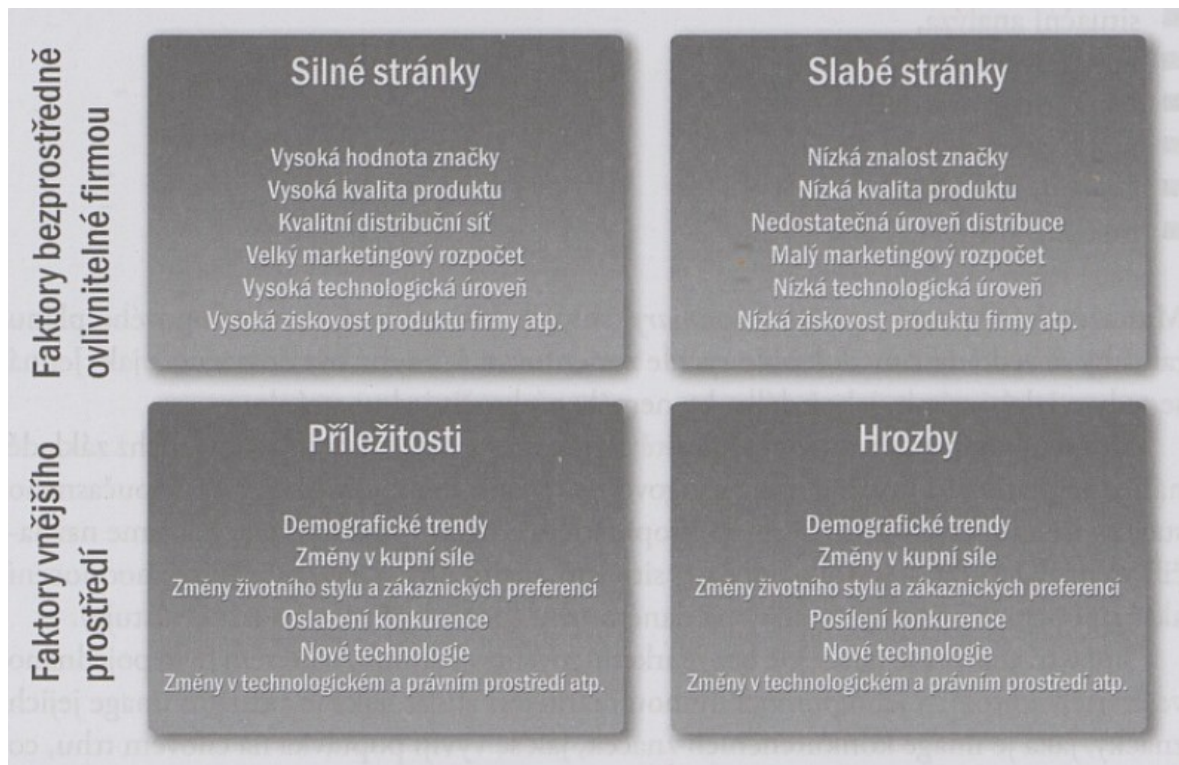 Faktory bezprostředně
ovlivnitelné firmou
Silné stránky
Vysoká hodnota značky
Vysoká kvalita produktu
Kvalitní distribuční síť
Velký marketingový rozpočet
Vysoká technologická úroveň
Vysoká ziskovost produktu firmy atp.
Slabé stránky
Nízká znalost značky
Nízká kvalita produktu
Nedostatečná úroveň distribuce
Malý marketingový rozpočet
Nízká technologická úroveň
Nízká ziskovost produktu firmy atp.
Faktory vnějšího
prostředí
Příležitosti
Demografické trendy
Změny v kupní síle
Změny životního stylu a zákaznických preferencí
Oslabení konkurence
Nové technologie
Změny v technologickém a právním prostředí atp.
Hrozby
Demografické trendy
Změny v kupní síle
Změny životního stylu a zákaznických preferencí
Posílení konkurence
Nové technologie
Změny v technologickém a právním prostředí atp.